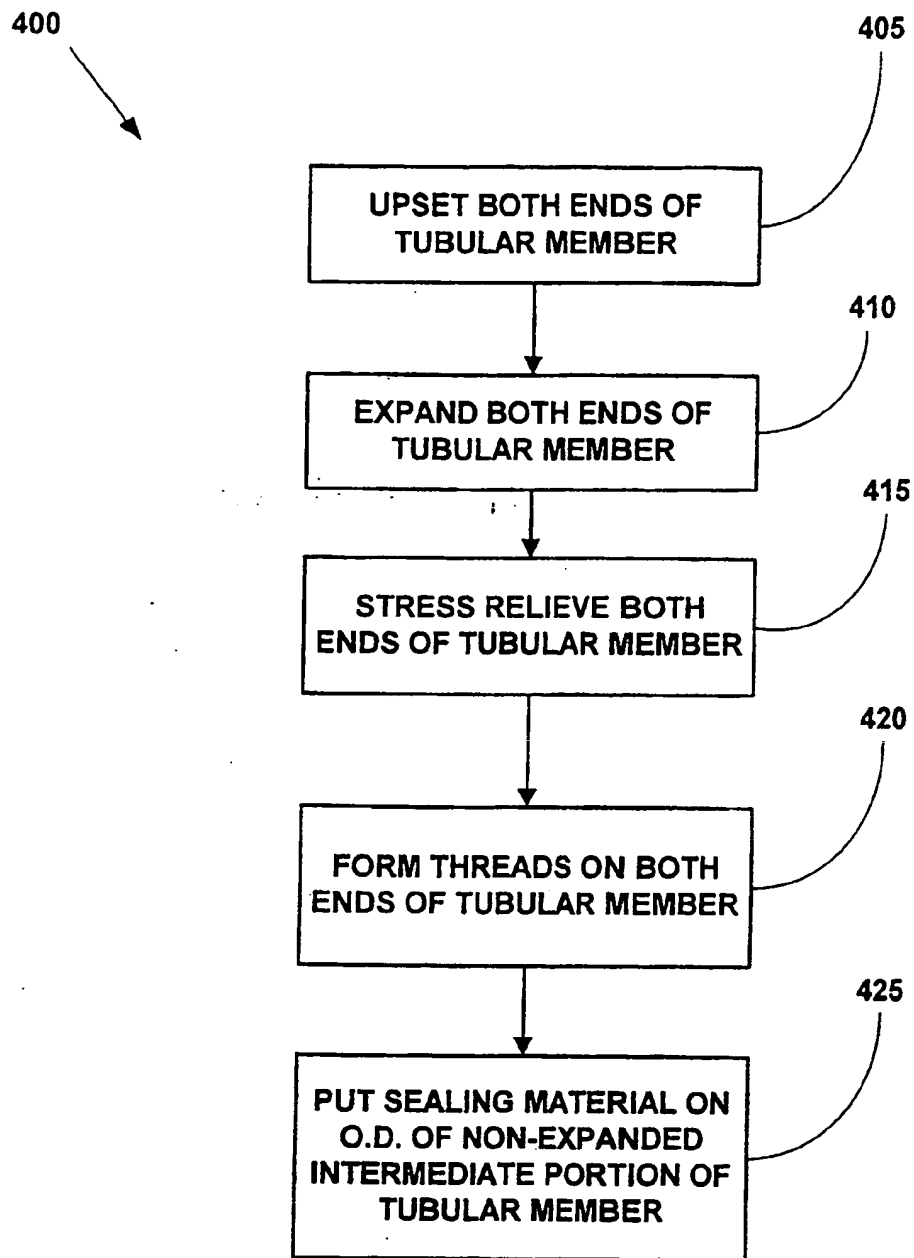 400
405
UPSET BOTH ENDS OF
TUBULAR MEMBER
410
EXPAND BOTH ENDS OF
TUBULAR MEMBER
415
STRESS RELIEVE BOTH
ENDS OF TUBULAR MEMBER
420
FORM THREADS ON BOTH
ENDS OF TUBULAR MEMBER
425
PUT SEALING MATERIAL ON
O.D. OF NON-EXPANDED
INTERMEDIATE PORTION OF
TUBULAR MEMBER